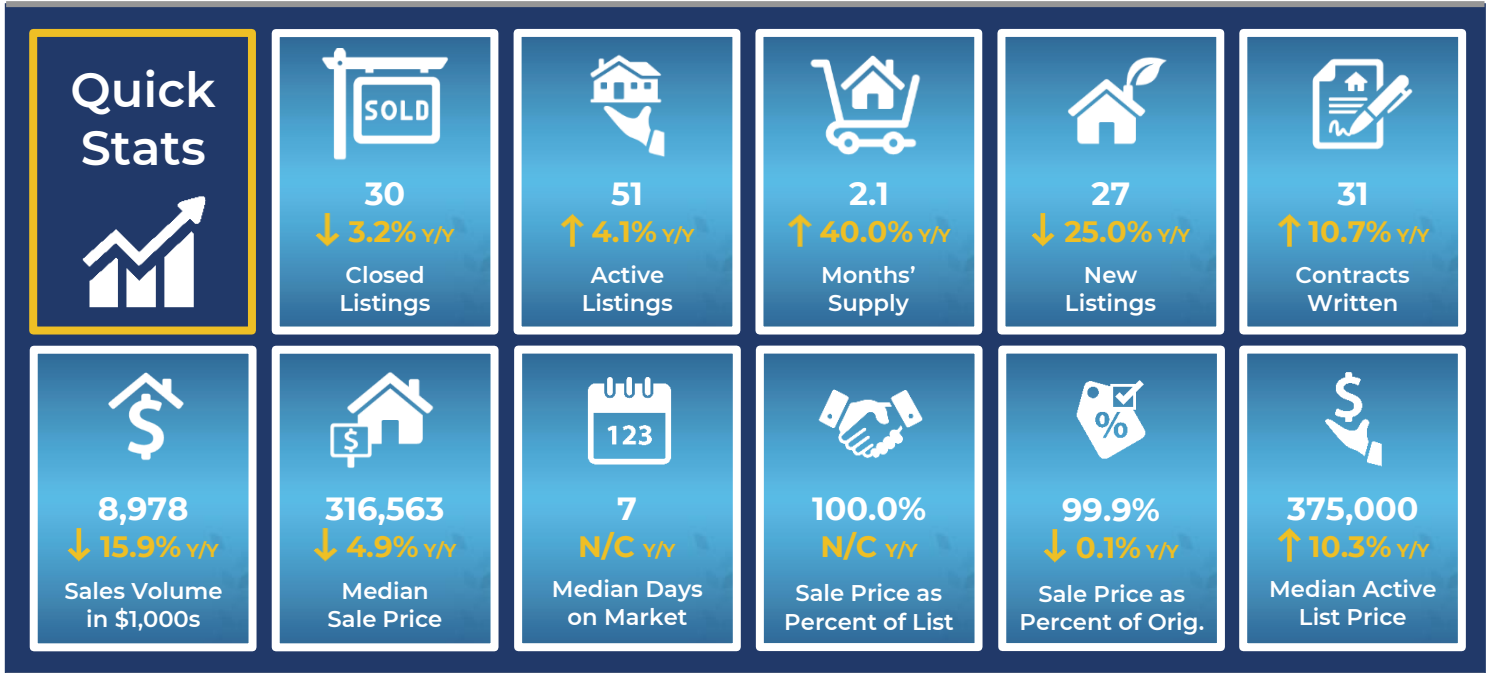 Quick
Stats
SOLD
30
↓ 3.2% Y/Y
Closed
Listings
51
↑ 4.1% Y/Y
Active
Listings
2.1
↑ 40.0% Y/Y
Months’
Supply
27
↓ 25.0% Y/Y
New
Listings
31
↑ 10.7% Y/Y
Contracts
Written
$
8,978
↓ 15.9% Y/Y
Sales Volume
in $1,000s
$
316,563
↓ 4.9% Y/Y
Median
Sale Price
123
7
N/C Y/Y
Median Days
on Market
100.0%
N/C Y/Y
Sale Price as
Percent of List
%
99.9%
↓ 0.1% Y/Y
Sale Price as
Percent of Orig.
$
375,000
↑ 10.3% Y/Y
Median Active
List Price